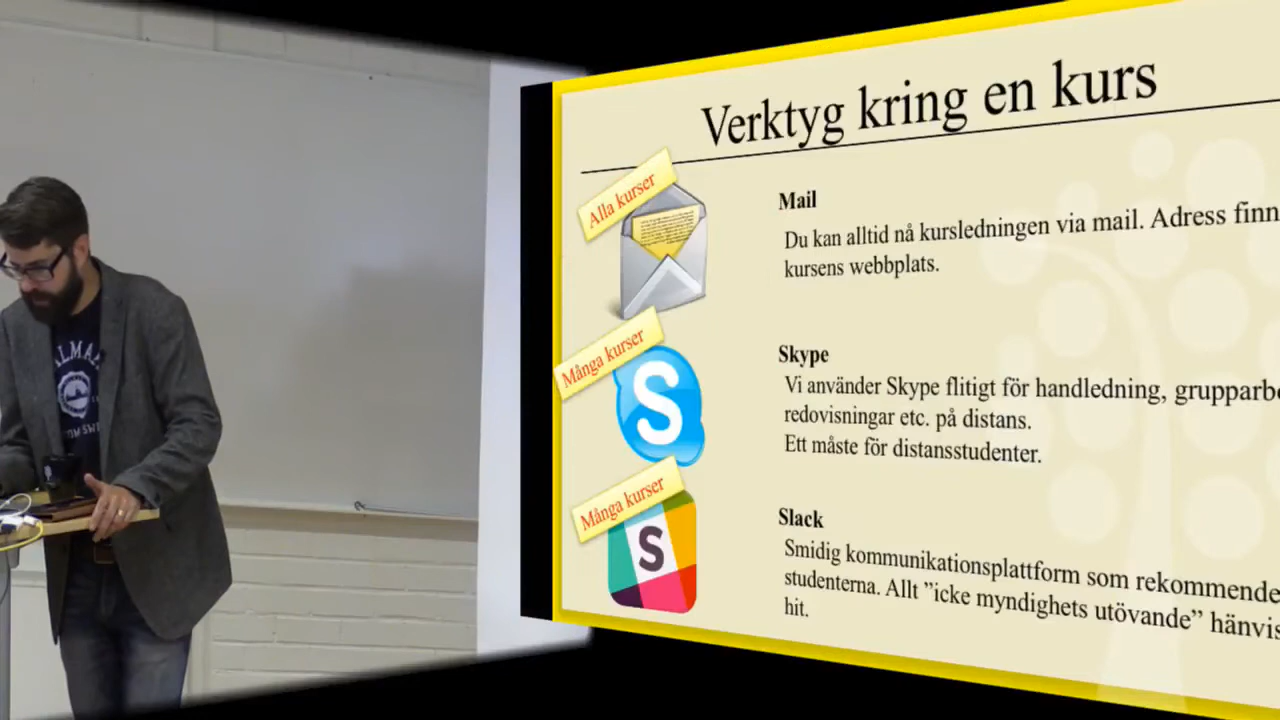 Verktyg kring en kurs
Alla kurser
Mail
Du kan alltid nå kursledningen via mail. Adress finn
kursens webbplats.
Många kurser
S
Skype
Vi använder Skype flitigt för handledning, grupparbe
redovisningar etc. på distans.
Ett måste för distansstudenter.
Många kurser
S
Slack
Smidig kommunikationsplattform som rekommende
studenterna. Allt ”icke myndighets utövande” hänvis
hit.
LMA